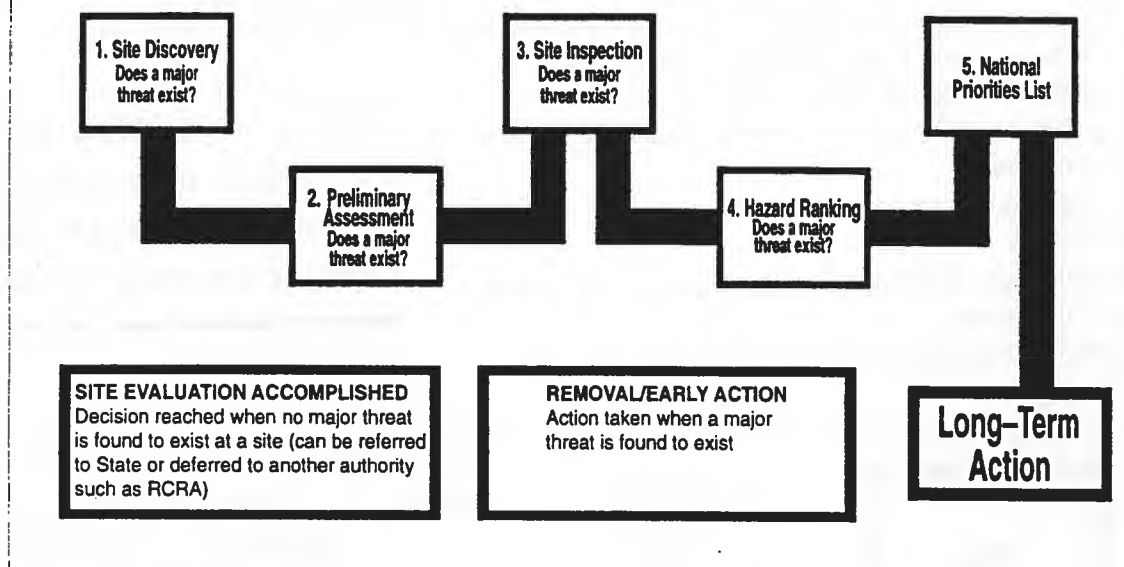 1. Site Discovery
Does a major
threat exist?
2. Preliminary
Assessment
Does a major
threat exist?
3. Site Inspection
Does a major
threat exist?
4. Hazard Ranking
Does a major
threat exist?
5. National
Priorities List
SITE EVALUATION ACCOMPLISHED
Decision reached when no major threat
is found to exist at a site (can be referred
to State or deferred to another authority
such as RCRA)
REMOVAL/EARLY ACTION
Action taken when a major
threat is found to exist
Long–Term
Action